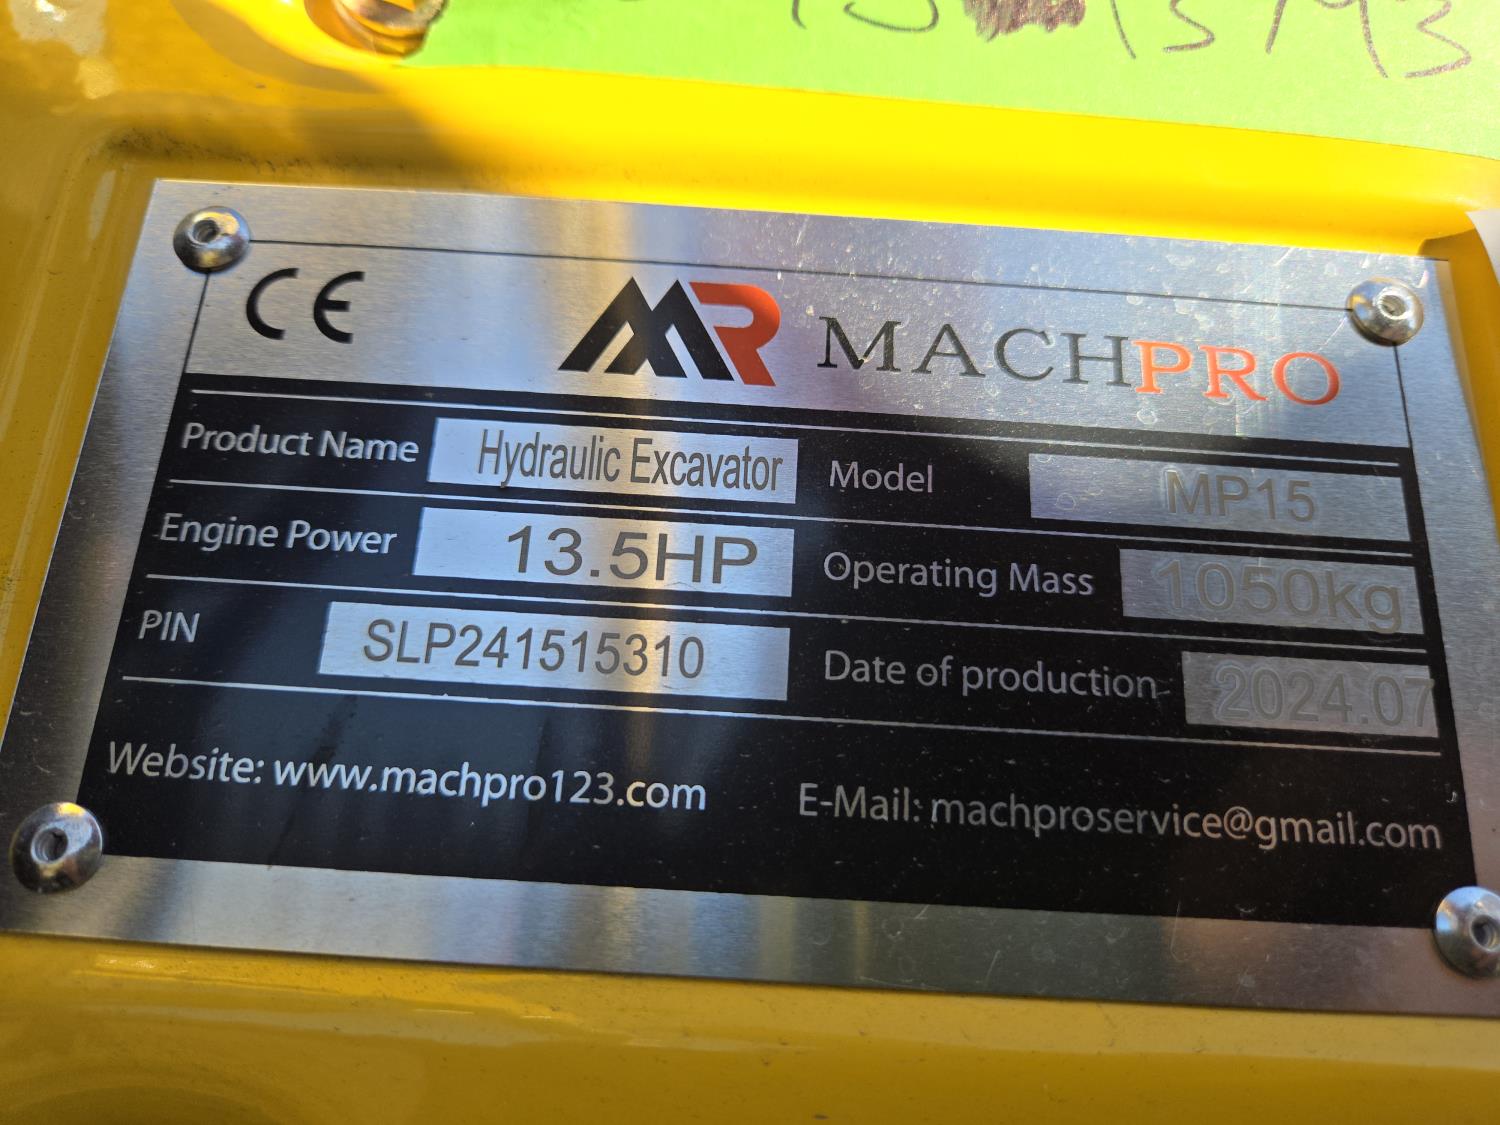 CE MACHPRO
Product Name Hydraulic Excavator Model MP15
Engine Power 13.5HP Operating Mass 1050kg
PIN SLP241515310 Date of production 2024.07
Website: www.machpro123.com E-Mail: machproservice@gmail.com